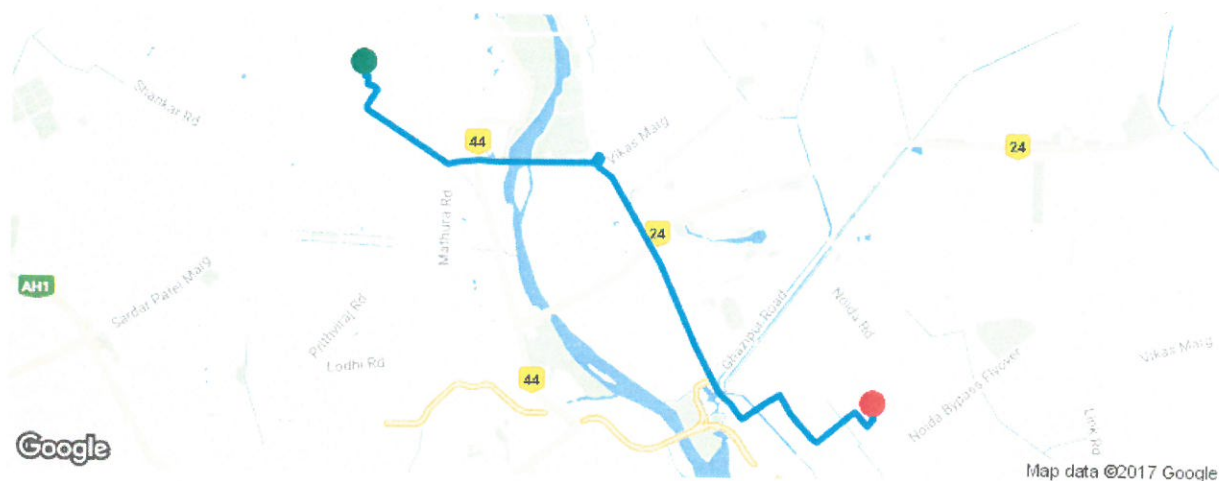 Shankar Rd
44
Vikas Marg
24
Mathura Rd
24
AH1
Sardar Patel Marg
Prithviraj Rd
Lodhi Rd
44
Ghazipur Road
Noida Rd
Noida Bypass Flyover
Vikas Marg
Link Rd
Google
Map data ©2017 Google